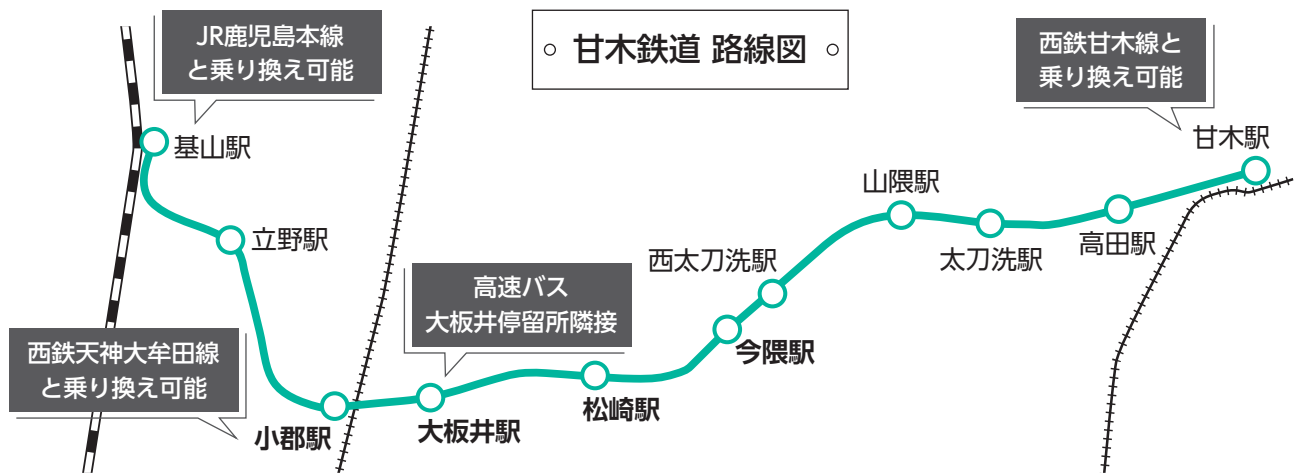 甘木鉄道 路線図
JR鹿児島本線
と乗り換え可能
基山駅
立野駅
西鉄天神大牟田線
と乗り換え可能
小郡駅
高速バス
大板井停留所隣接
大板井駅
松崎駅
今隈駅
西太刀洗駅
山隈駅
太刀洗駅
高田駅
西鉄甘木線と
乗り換え可能
甘木駅